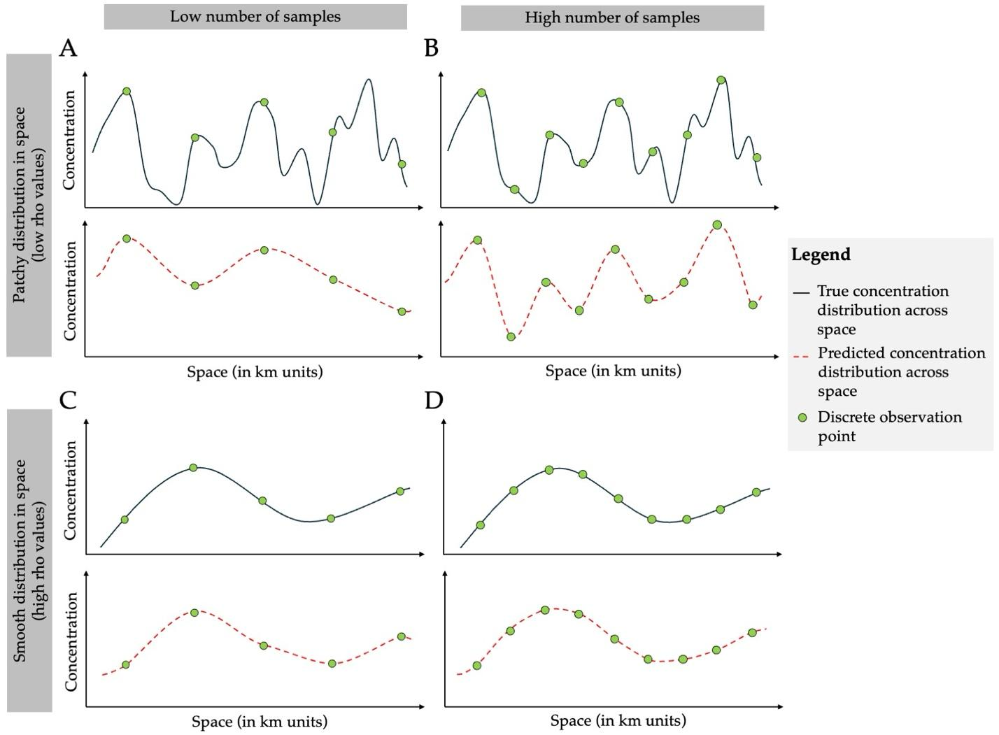 Low number of samples
High number of samples
A
B
Patchy distribution in space
(low rho values)
Concentration
Concentration
Concentration
Space (in km units)
Space (in km units)
Legend
True concentration
distribution across
space
Predicted concentration
distribution across
space
Discrete observation
point
C
D
Smooth distribution in space
(high rho values)
Concentration
Concentration
Space (in km units)
Space (in km units)